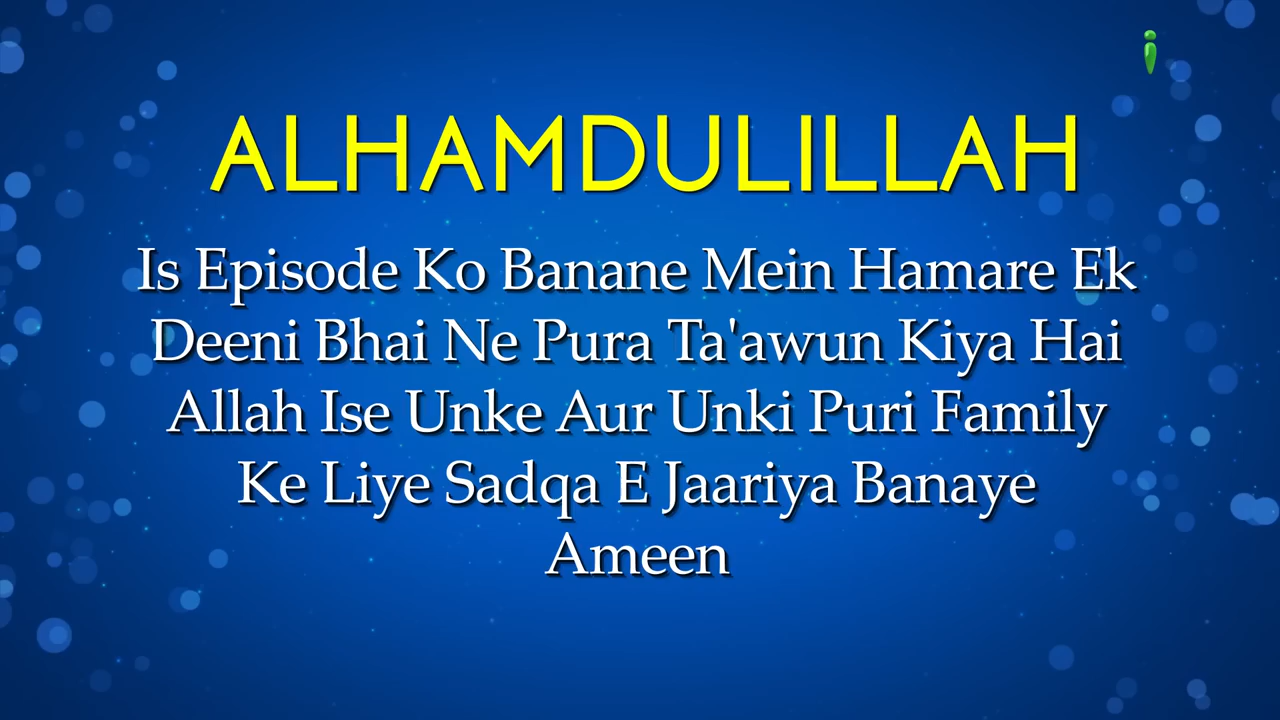 ALHAMDULILLAH
Is Episode Ko Banane Mein Hamare Ek
Deeni Bhai Ne Pura Ta'awun Kiya Hai
Allah Ise Unke Aur Unki Puri Family
Ke Liye Sadqa E Jaariya Banaye
Ameen